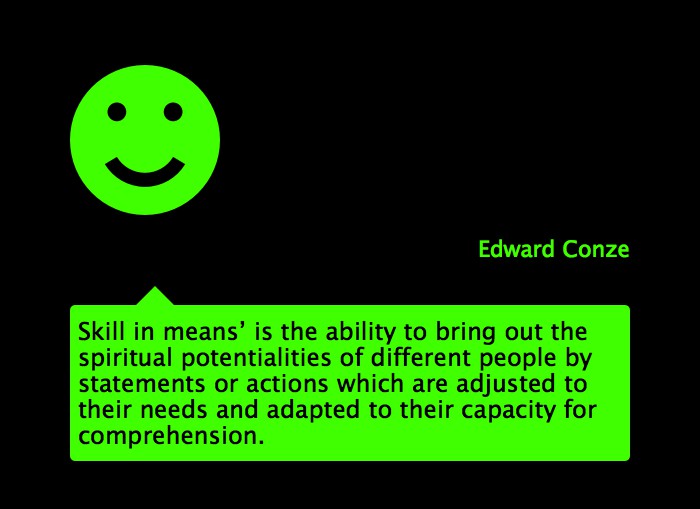 Edward Conze
Skill in means’ is the ability to bring out the
spiritual potentialities of different people by
statements or actions which are adjusted to
their needs and adapted to their capacity for
comprehension.